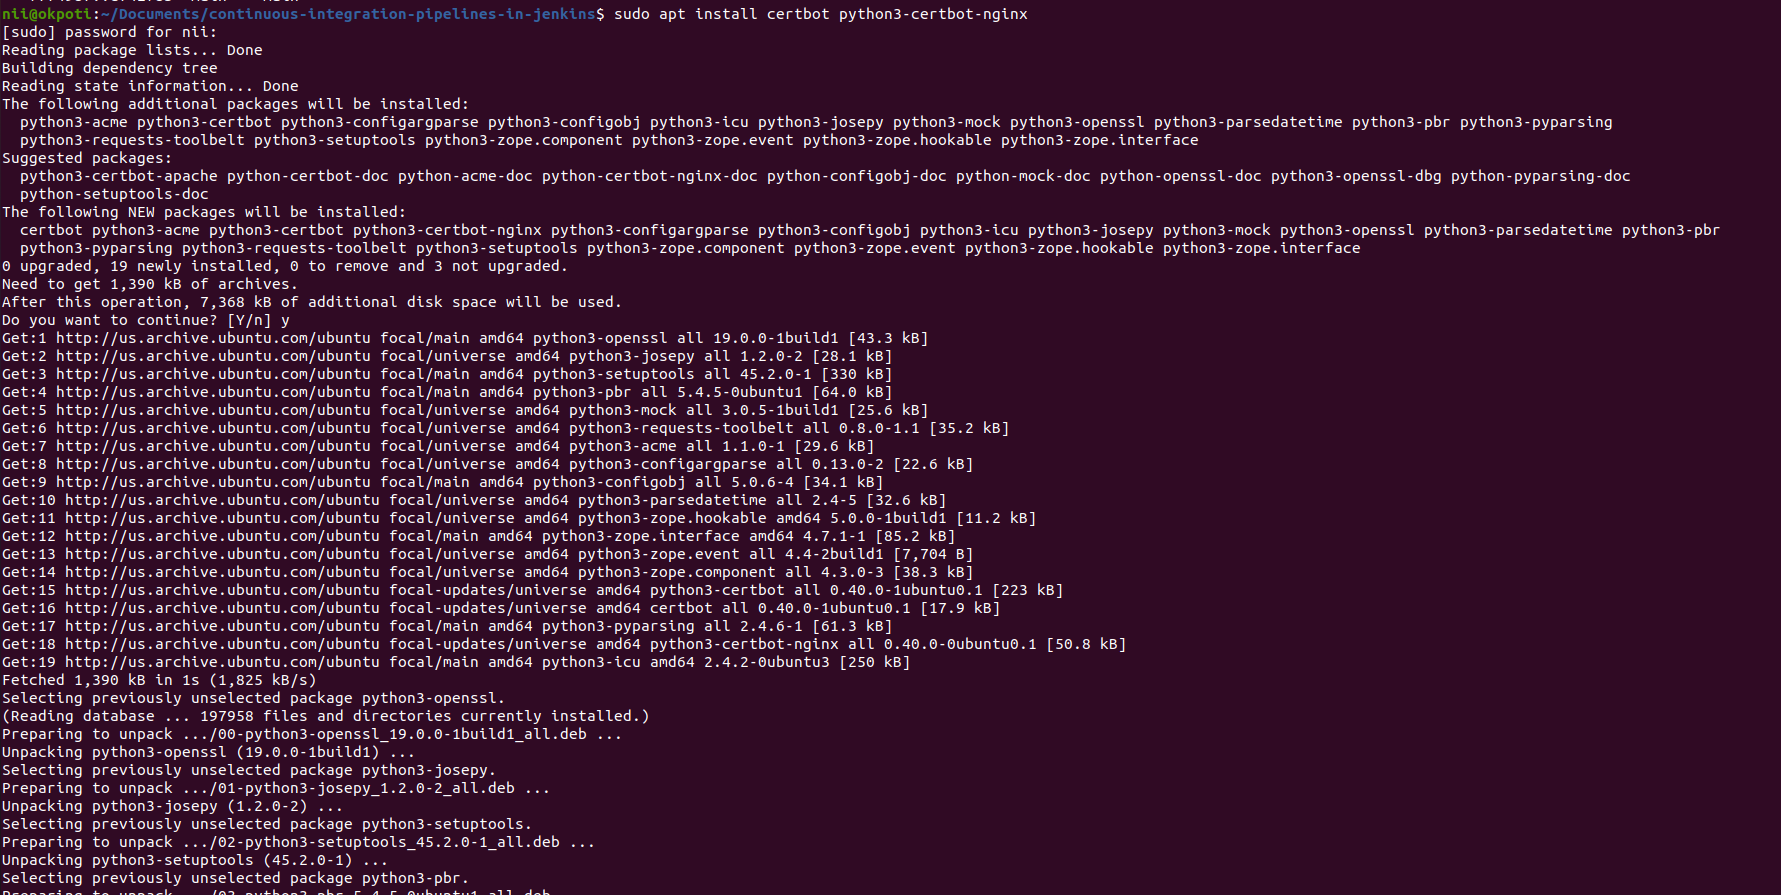 nii@okpoti:~/Documents/continuous-integration-pipelines-in-jenkins$ sudo apt install certbot python3-certbot-nginx
[sudo] password for nii:
Reading package lists... Done
Building dependency tree
Reading state information... Done
The following additional packages will be installed:
  python3-acme python3-certbot python3-configargparse python3-configobj python3-icu python3-josepy python3-mock python3-openssl python3-parsedatetime python3-pbr python3-pyparsing
  python3-requests-toolbelt python3-setuptools python3-zope.component python3-zope.event python3-zope.hookable python3-zope.interface
Suggested packages:
  python3-certbot-apache python-certbot-doc python-acme-doc python-certbot-nginx-doc python-configobj-doc python-mock-doc python-openssl-doc python3-openssl-dbg python-pyparsing-doc
  python-setuptools-doc
The following NEW packages will be installed:
  certbot python3-acme python3-certbot python3-certbot-nginx python3-configargparse python3-configobj python3-icu python3-josepy python3-mock python3-openssl python3-parsedatetime python3-pbr
  python3-pyparsing python3-requests-toolbelt python3-setuptools python3-zope.component python3-zope.event python3-zope.hookable python3-zope.interface
0 upgraded, 19 newly installed, 0 to remove and 3 not upgraded.
Need to get 1,390 kB of archives.
After this operation, 7,368 kB of additional disk space will be used.
Do you want to continue? [Y/n] y
Get:1 http://us.archive.ubuntu.com/ubuntu focal/main amd64 python3-openssl all 19.0.0-1build1 [43.3 kB]
Get:2 http://us.archive.ubuntu.com/ubuntu focal/universe amd64 python3-josepy all 1.2.0-2 [28.1 kB]
Get:3 http://us.archive.ubuntu.com/ubuntu focal/main amd64 python3-setuptools all 45.2.0-1 [330 kB]
Get:4 http://us.archive.ubuntu.com/ubuntu focal/main amd64 python3-pbr all 5.4.5-0ubuntu1 [64.0 kB]
Get:5 http://us.archive.ubuntu.com/ubuntu focal/universe amd64 python3-mock all 3.0.5-1build1 [25.6 kB]
Get:6 http://us.archive.ubuntu.com/ubuntu focal/universe amd64 python3-requests-toolbelt all 0.8.0-1.1 [35.2 kB]
Get:7 http://us.archive.ubuntu.com/ubuntu focal/universe amd64 python3-acme all 1.1.0-1 [29.6 kB]
Get:8 http://us.archive.ubuntu.com/ubuntu focal/universe amd64 python3-configargparse all 0.13.0-2 [22.6 kB]
Get:9 http://us.archive.ubuntu.com/ubuntu focal/main amd64 python3-configobj all 5.0.6-4 [34.1 kB]
Get:10 http://us.archive.ubuntu.com/ubuntu focal/universe amd64 python3-parsedatetime all 2.4-5 [32.6 kB]
Get:11 http://us.archive.ubuntu.com/ubuntu focal/universe amd64 python3-zope.hookable amd64 5.0.0-1build1 [11.2 kB]
Get:12 http://us.archive.ubuntu.com/ubuntu focal/main amd64 python3-zope.interface amd64 4.7.1-1 [85.2 kB]
Get:13 http://us.archive.ubuntu.com/ubuntu focal/universe amd64 python3-zope.event all 4.4-2build1 [7,704 B]
Get:14 http://us.archive.ubuntu.com/ubuntu focal/universe amd64 python3-zope.component all 4.3.0-3 [38.3 kB]
Get:15 http://us.archive.ubuntu.com/ubuntu focal-updates/universe amd64 python3-certbot all 0.40.0-1ubuntu0.1 [223 kB]
Get:16 http://us.archive.ubuntu.com/ubuntu focal-updates/universe amd64 certbot all 0.40.0-1ubuntu0.1 [17.9 kB]
Get:17 http://us.archive.ubuntu.com/ubuntu focal/main amd64 python3-pyparsing all 2.4.6-1 [61.3 kB]
Get:18 http://us.archive.ubuntu.com/ubuntu focal-updates/universe amd64 python3-certbot-nginx all 0.40.0-0ubuntu0.1 [50.8 kB]
Get:19 http://us.archive.ubuntu.com/ubuntu focal/main amd64 python3-icu amd64 2.4.2-0ubuntu3 [250 kB]
Fetched 1,390 kB in 1s (1,825 kB/s)
Selecting previously unselected package python3-openssl.
(Reading database ... 197958 files and directories currently installed.)
Preparing to unpack .../00-python3-openssl_19.0.0-1build1_all.deb ...
Unpacking python3-openssl (19.0.0-1build1) ...
Selecting previously unselected package python3-josepy.
Preparing to unpack .../01-python3-josepy_1.2.0-2_all.deb ...
Unpacking python3-josepy (1.2.0-2) ...
Selecting previously unselected package python3-setuptools.
Preparing to unpack .../02-python3-setuptools_45.2.0-1_all.deb ...
Unpacking python3-setuptools (45.2.0-1) ...
Selecting previously unselected package python3-pbr.
Preparing to unpack .../03-python3-pbr_5.4.5-0ubuntu1_all.deb